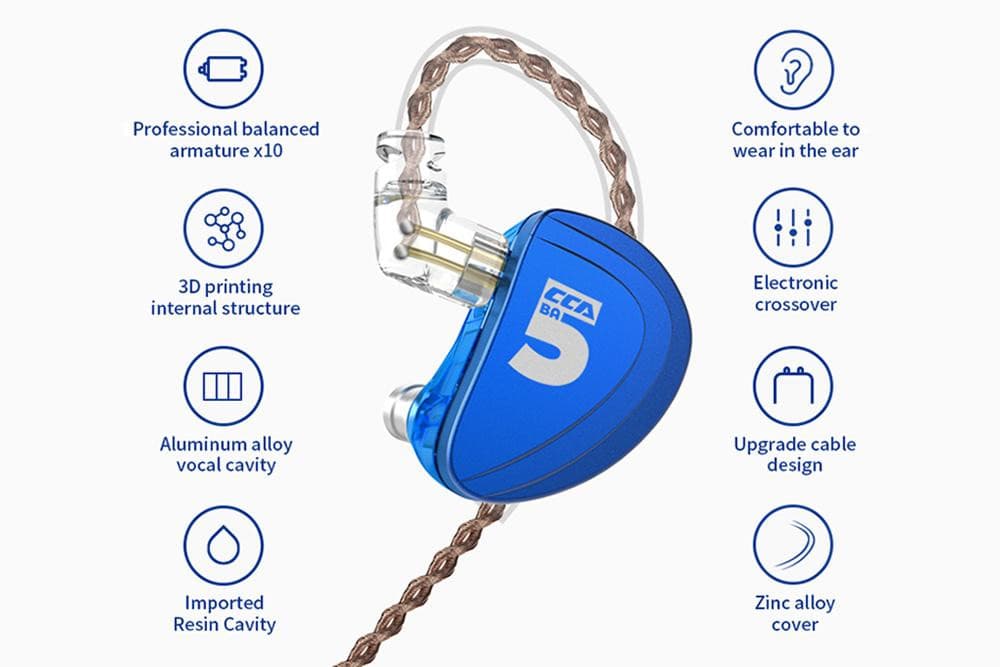 Professional balanced
armature x10
Comfortable to
wear in the ear
3D printing
internal structure
Electronic
crossover
CCA
BA
5
Aluminum alloy
vocal cavity
Upgrade cable
design
Imported
Resin Cavity
Zinc alloy
cover